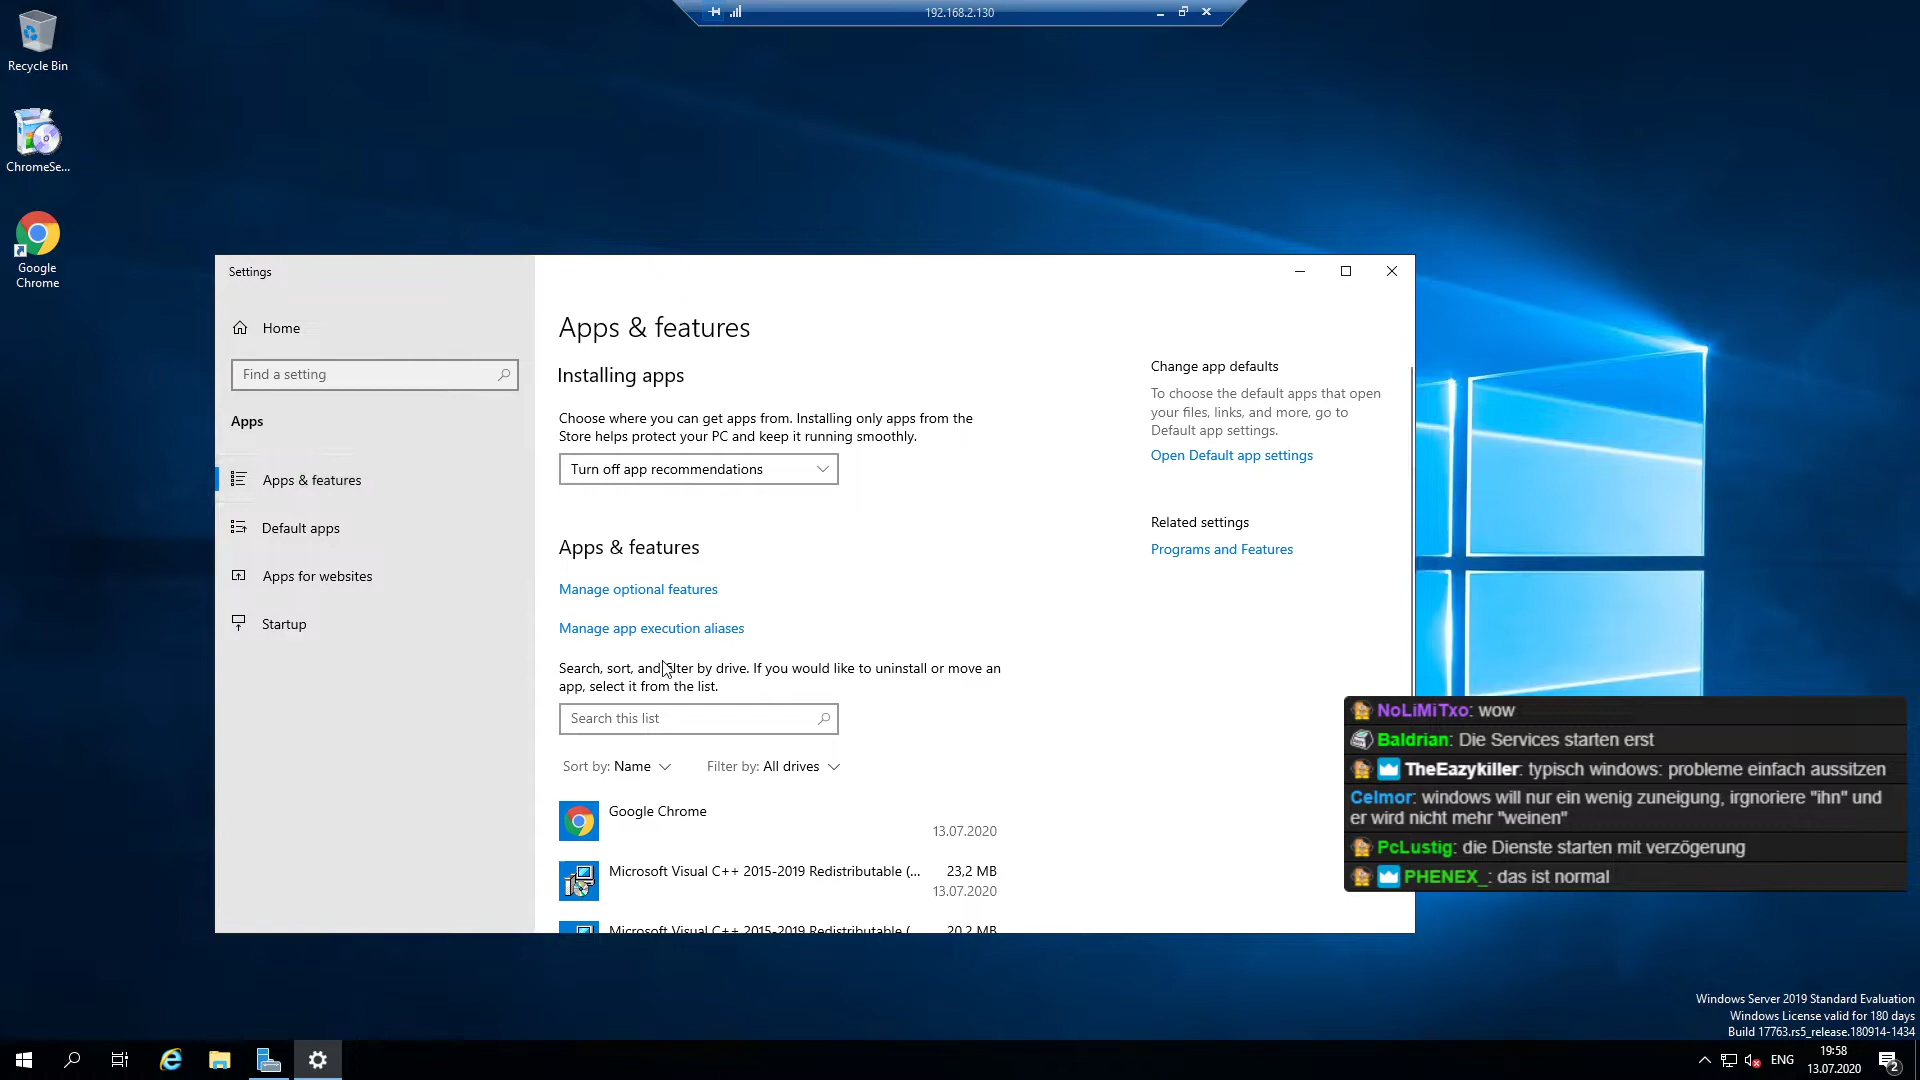 192.168.2.130
Recycle Bin
ChromeSe...
Google
Chrome
Settings
Home
Find a setting
Apps
Apps & features
Default apps
Apps for websites
Startup
Apps & features
Installing apps
Choose where you can get apps from. Installing only apps from the
Store helps protect your PC and keep it running smoothly.
Turn off app recommendations
Apps & features
Manage optional features
Manage app execution aliases
Search, sort, and filter by drive. If you would like to uninstall or move an
app, select it from the list.
Search this list
Sort by: Name
Filter by: All drives
Google Chrome
13.07.2020
Microsoft Visual C++ 2015-2019 Redistributable (...
23,2 MB
13.07.2020
Microsoft Visual C++ 2015-2019 Redistributable (
20,2 MB
Change app defaults
To choose the default apps that open
your files, links, and more, go to
Default app settings.
Open Default app settings
Related settings
Programs and Features
NoLiMiTxo: wow
Baldrian: Die Services starten erst
TheEazykiller: typisch windows: probleme einfach aussitzen
Celmor: windows will nur ein wenig zuneigung, irgnoriere "ihn" und
er wird nicht mehr "weinen"
PcLustig: die Dienste starten mit verzögerung
PHENEX_: das ist normal
Windows Server 2019 Standard Evaluation
Windows License valid for 180 days
Build 17763.rs5_release.180914-1434
ENG
19:58
13.07.2020
2